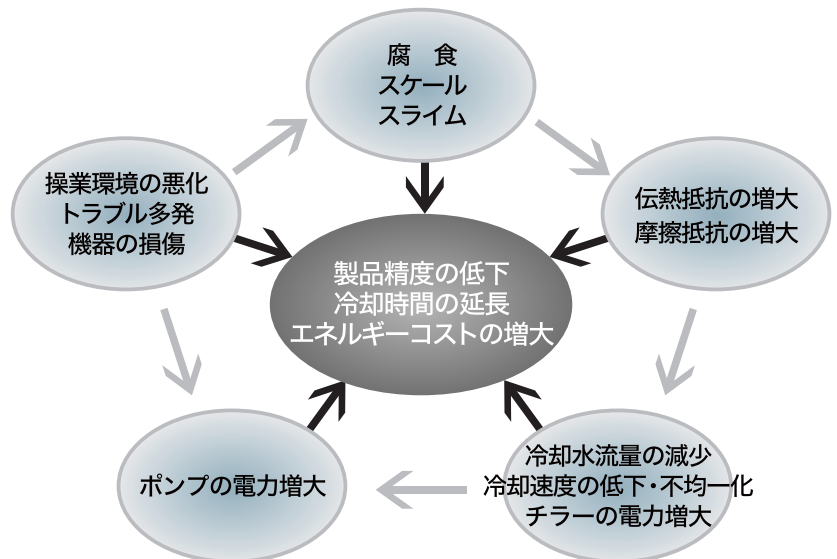 腐　食
スケール
スライム
操業環境の悪化
トラブル多発
機器の損傷
伝熱抵抗の増大
摩擦抵抗の増大
製品精度の低下
冷却時間の延長
エネルギーコストの増大
ポンプの電力増大
冷却水流量の減少
冷却速度の低下・不均一化
チラーの電力増大